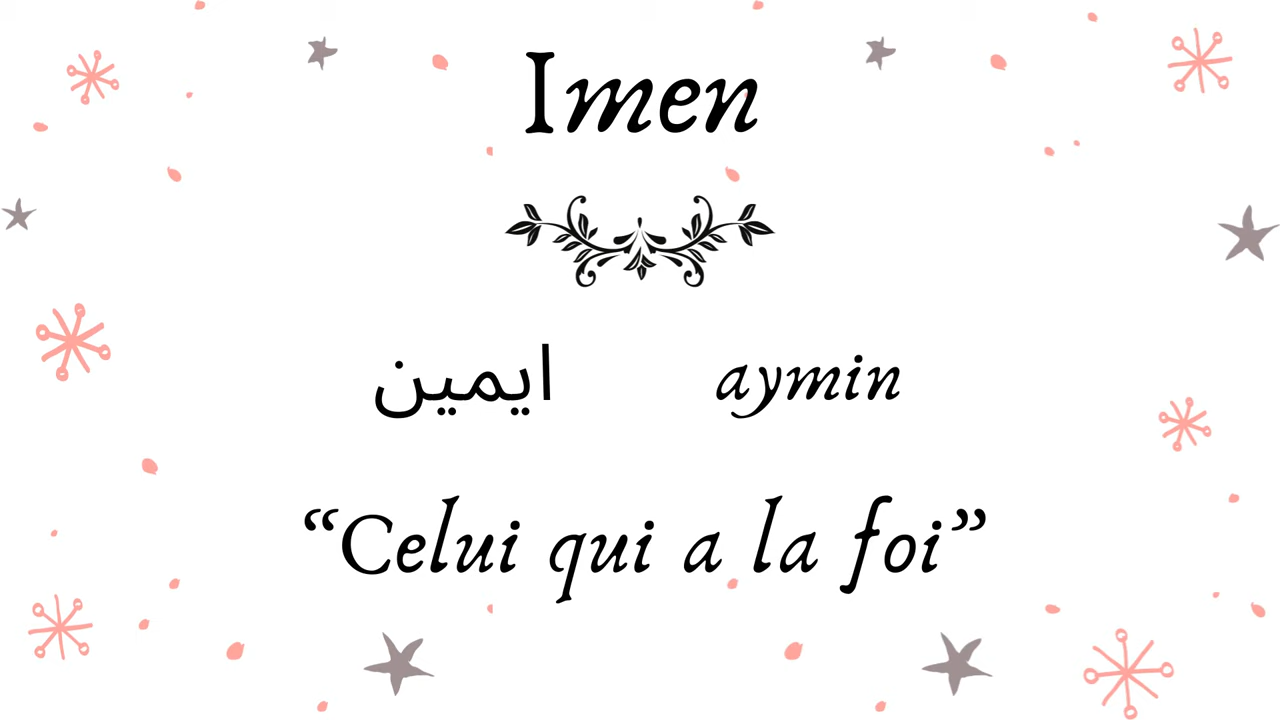 Imen
ايمين aymin
“Celui qui a la foi”